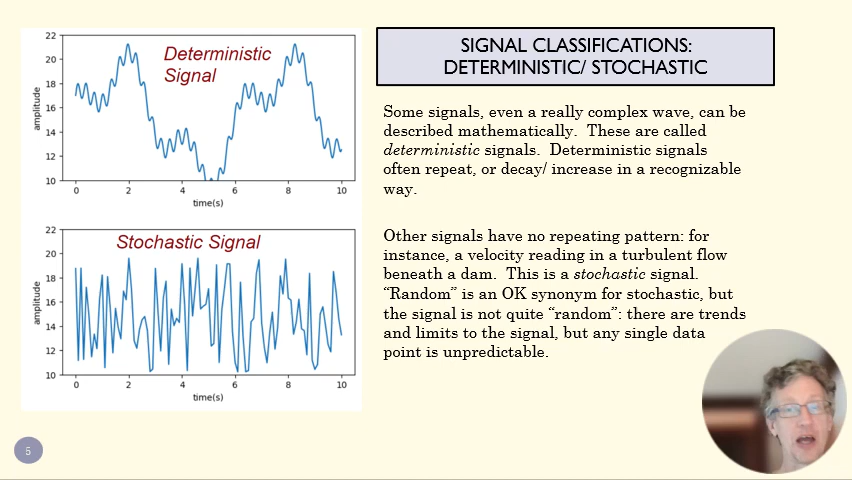 Deterministic
Signal
22
20
18
16
14
12
10
amplitude
0 2 4 6 8 10
time(s)
Stochastic Signal
22
20
18
16
14
12
10
amplitude
0 2 4 6 8 10
time(s)
SIGNAL CLASSIFICATIONS:
DETERMINISTIC/ STOCHASTIC
Some signals, even a really complex wave, can be
described mathematically. These are called
deterministic signals. Deterministic signals
often repeat, or decay/ increase in a recognizable
way.
Other signals have no repeating pattern: for
instance, a velocity reading in a turbulent flow
beneath a dam. This is a stochastic signal.
“Random” is an OK synonym for stochastic, but
the signal is not quite “random”: there are trends
and limits to the signal, but any single data
point is unpredictable.
5